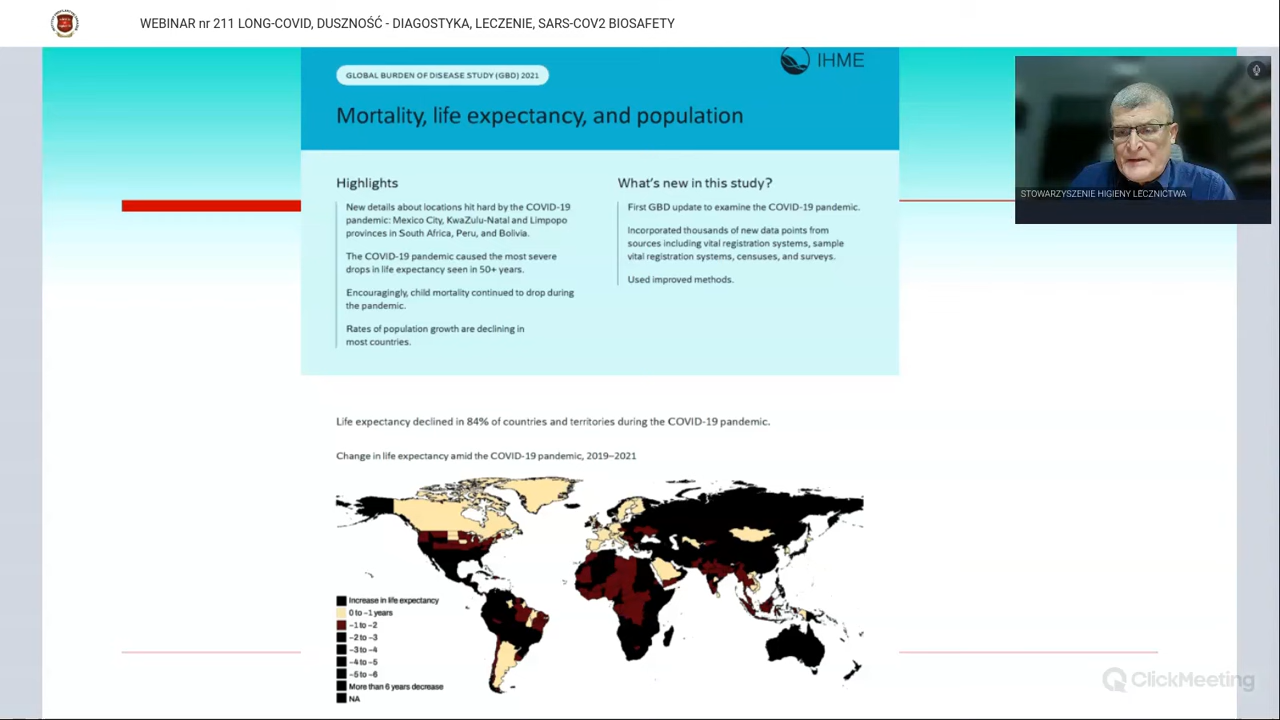 WEBINAR nr 211 LONG-COVID, DUSZNOŚĆ - DIAGOSTYKA, LECZENIE, SARS-COV2 BIOSAFETY
IHME
GLOBAL BURDEN OF DISEASE STUDY (GBD) 2021
Mortality, life expectancy, and population
STOWARZYSZENIE HIGIENY LECZNICTWA
Highlights
New details about locations hit hard by the COVID-19
pandemic: Mexico City, KwaZulu-Natal and Limpopo
provinces in South Africa, Peru, and Bolivia.
The COVID-19 pandemic caused the most severe
drops in life expectancy seen in 50+ years.
Encouragingly, child mortality continued to drop during
the pandemic.
Rates of population growth are declining in
most countries.
What's new in this study?
First GBD update to examine the COVID-19 pandemic.
Incorporated thousands of new data points from
sources including vital registration systems, sample
vital registration systems, censuses, and surveys.
Used improved methods.
Life expectancy declined in 84% of countries and territories during the COVID-19 pandemic.
Change in life expectancy amid the COVID-19 pandemic, 2019–2021
Increase in life expectancy
0 to –1 years
–1 to –2
–2 to –3
–3 to –4
–4 to –5
–5 to –6
More than 6 years decrease
NA
ClickMeeting